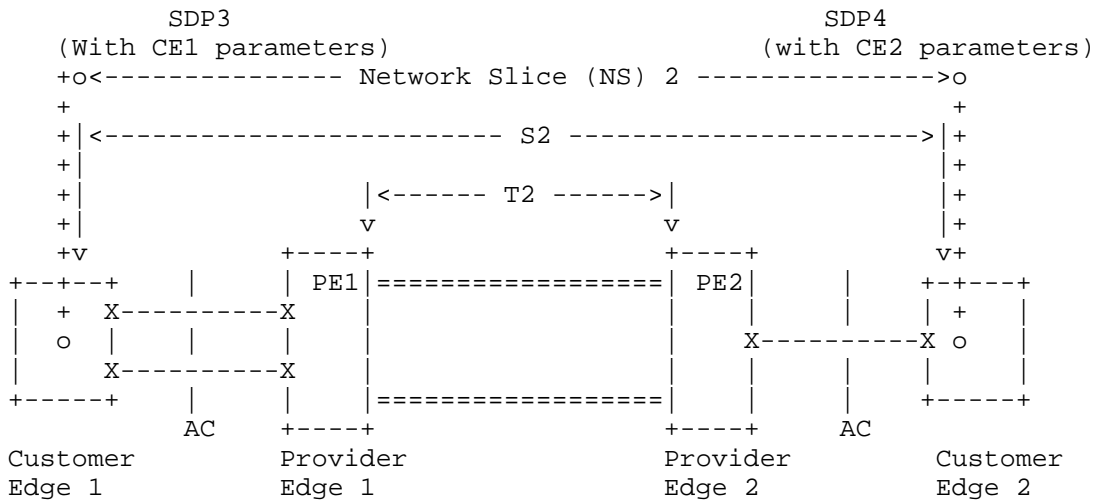 SDP3 SDP4
(With CE1 parameters) (with CE2 parameters)
+o<--------------- Network Slice (NS) 2 --------------->o
+ +
+|<------------------------- S2 --------------------->|+
+| |+
+| |<------ T2 ------>| |+
+| v v |+
+v +----+ +----+ v+
+--+--+ | | PE1|==================| PE2| | +-+----+
| + X----------X | | | | | + |
| o | | | | | X----------X o |
| X----------X | | | | | |
+-----+ | | |==================| | | +-----+
AC +----+ +----+ AC
Customer Provider Provider Customer
Edge 1 Edge 1 Edge 2 Edge 2